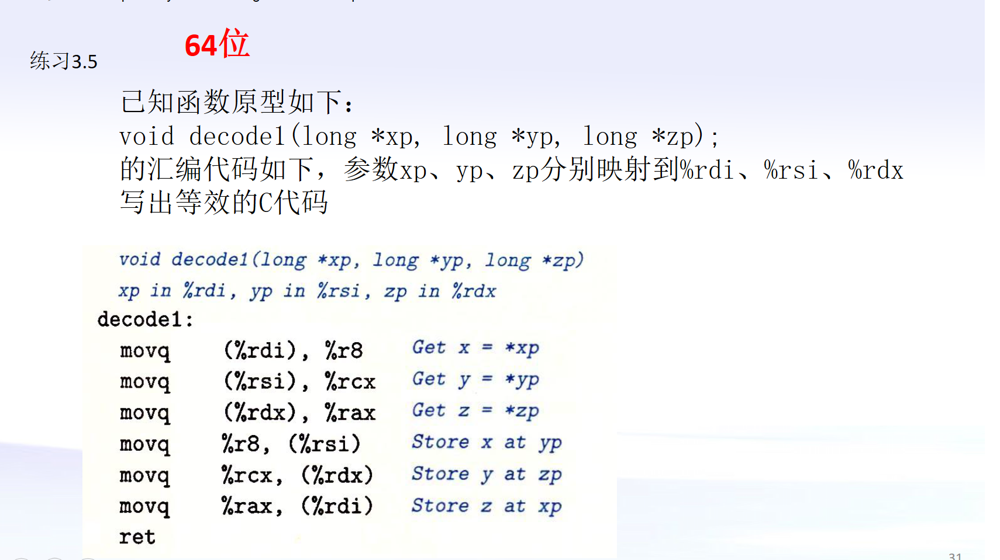 64位
练习3.5
已知函数原型如下：
void decode1(long *xp, long *yp, long *zp);
的汇编代码如下，参数xp、yp、zp分别映射到%rdi、%rsi、%rdx
写出等效的C代码
void decode1(long *xp, long *yp, long *zp)
xp in %rdi, yp in %rsi, zp in %rdx
decode1:
movq (%rdi), %r8 Get x = *xp
movq (%rsi), %rcx Get y = *yp
movq (%rdx), %rax Get z = *zp
movq %r8, (%rsi) Store x at yp
movq %rcx, (%rdx) Store y at zp
movq %rax, (%rdi) Store z at xp
ret
31